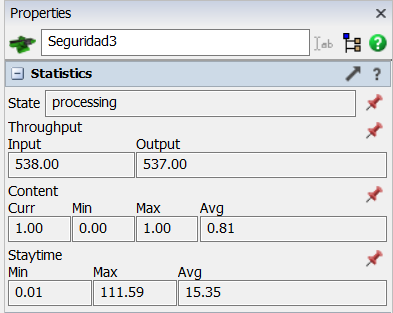 Properties
Seguridad3
ab
Statistics ?
State processing
Throughput
Input Output
538.00 537.00
Content
Curr Min Max Avg
1.00 0.00 1.00 0.81
Staytime
Min Max Avg
0.01 111.59 15.35